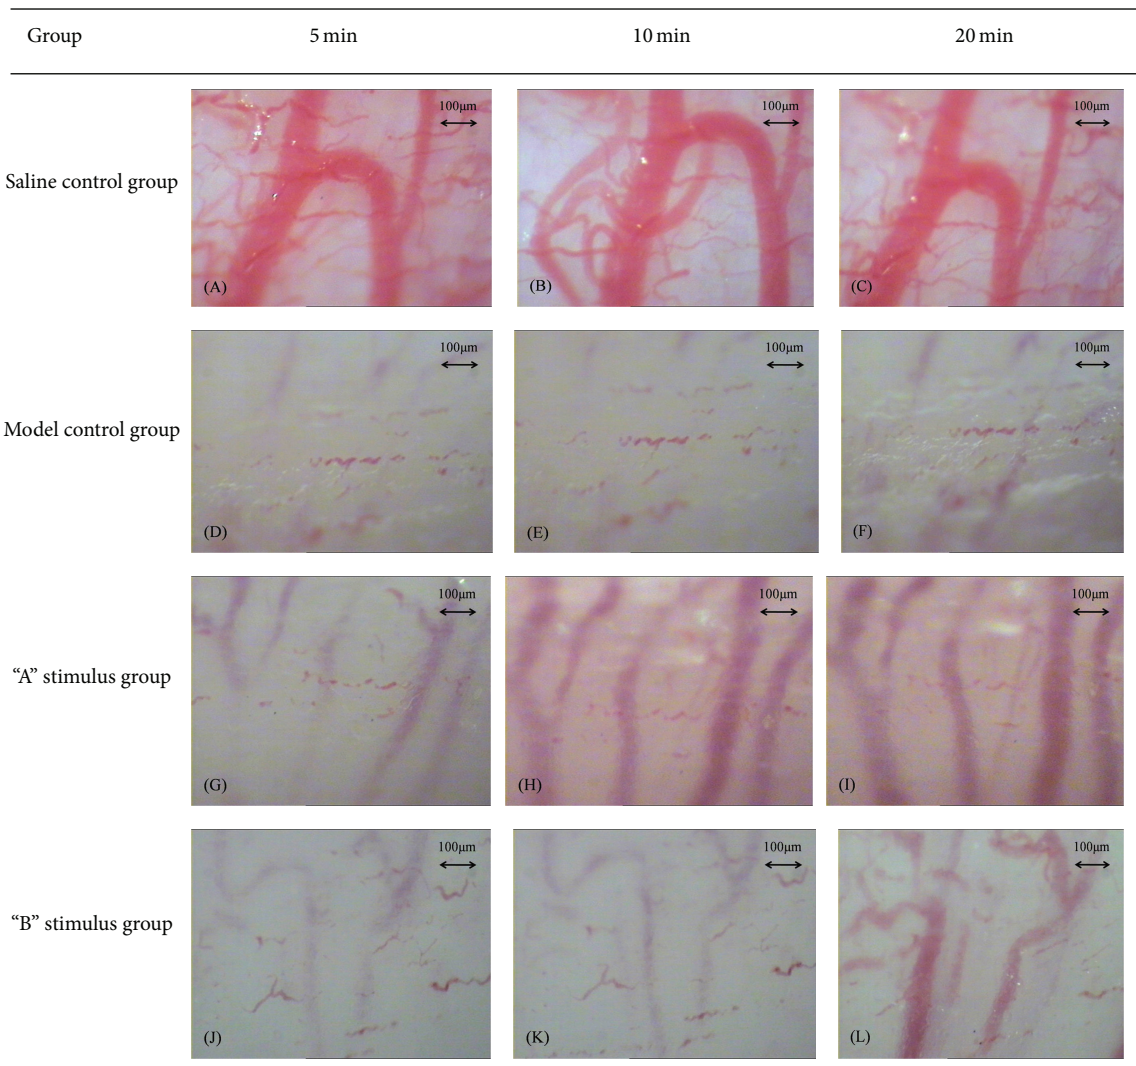 Group 5 min 10 min 20 min
100μm 100μm 100μm
Saline control group
(A) (B) (C)
100μm 100μm 100μm
Model control group
(D) (E) (F)
100μm 100μm 100μm
“A” stimulus group
(G) (H) (I)
100μm 100μm 100μm
“B” stimulus group
(J) (K) (L)